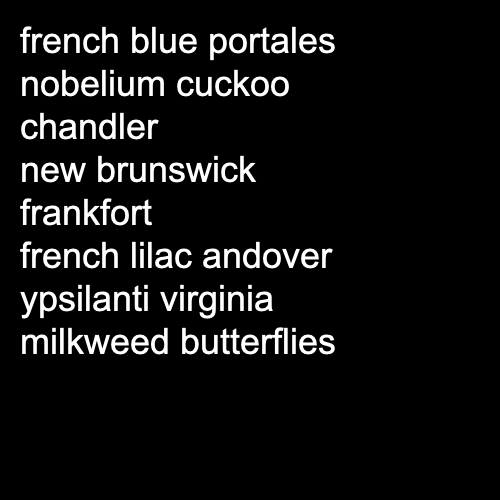 french blue portales
nobelium cuckoo
chandler
new brunswick
frankfort
french lilac andover
ypsilanti virginia
milkweed butterflies